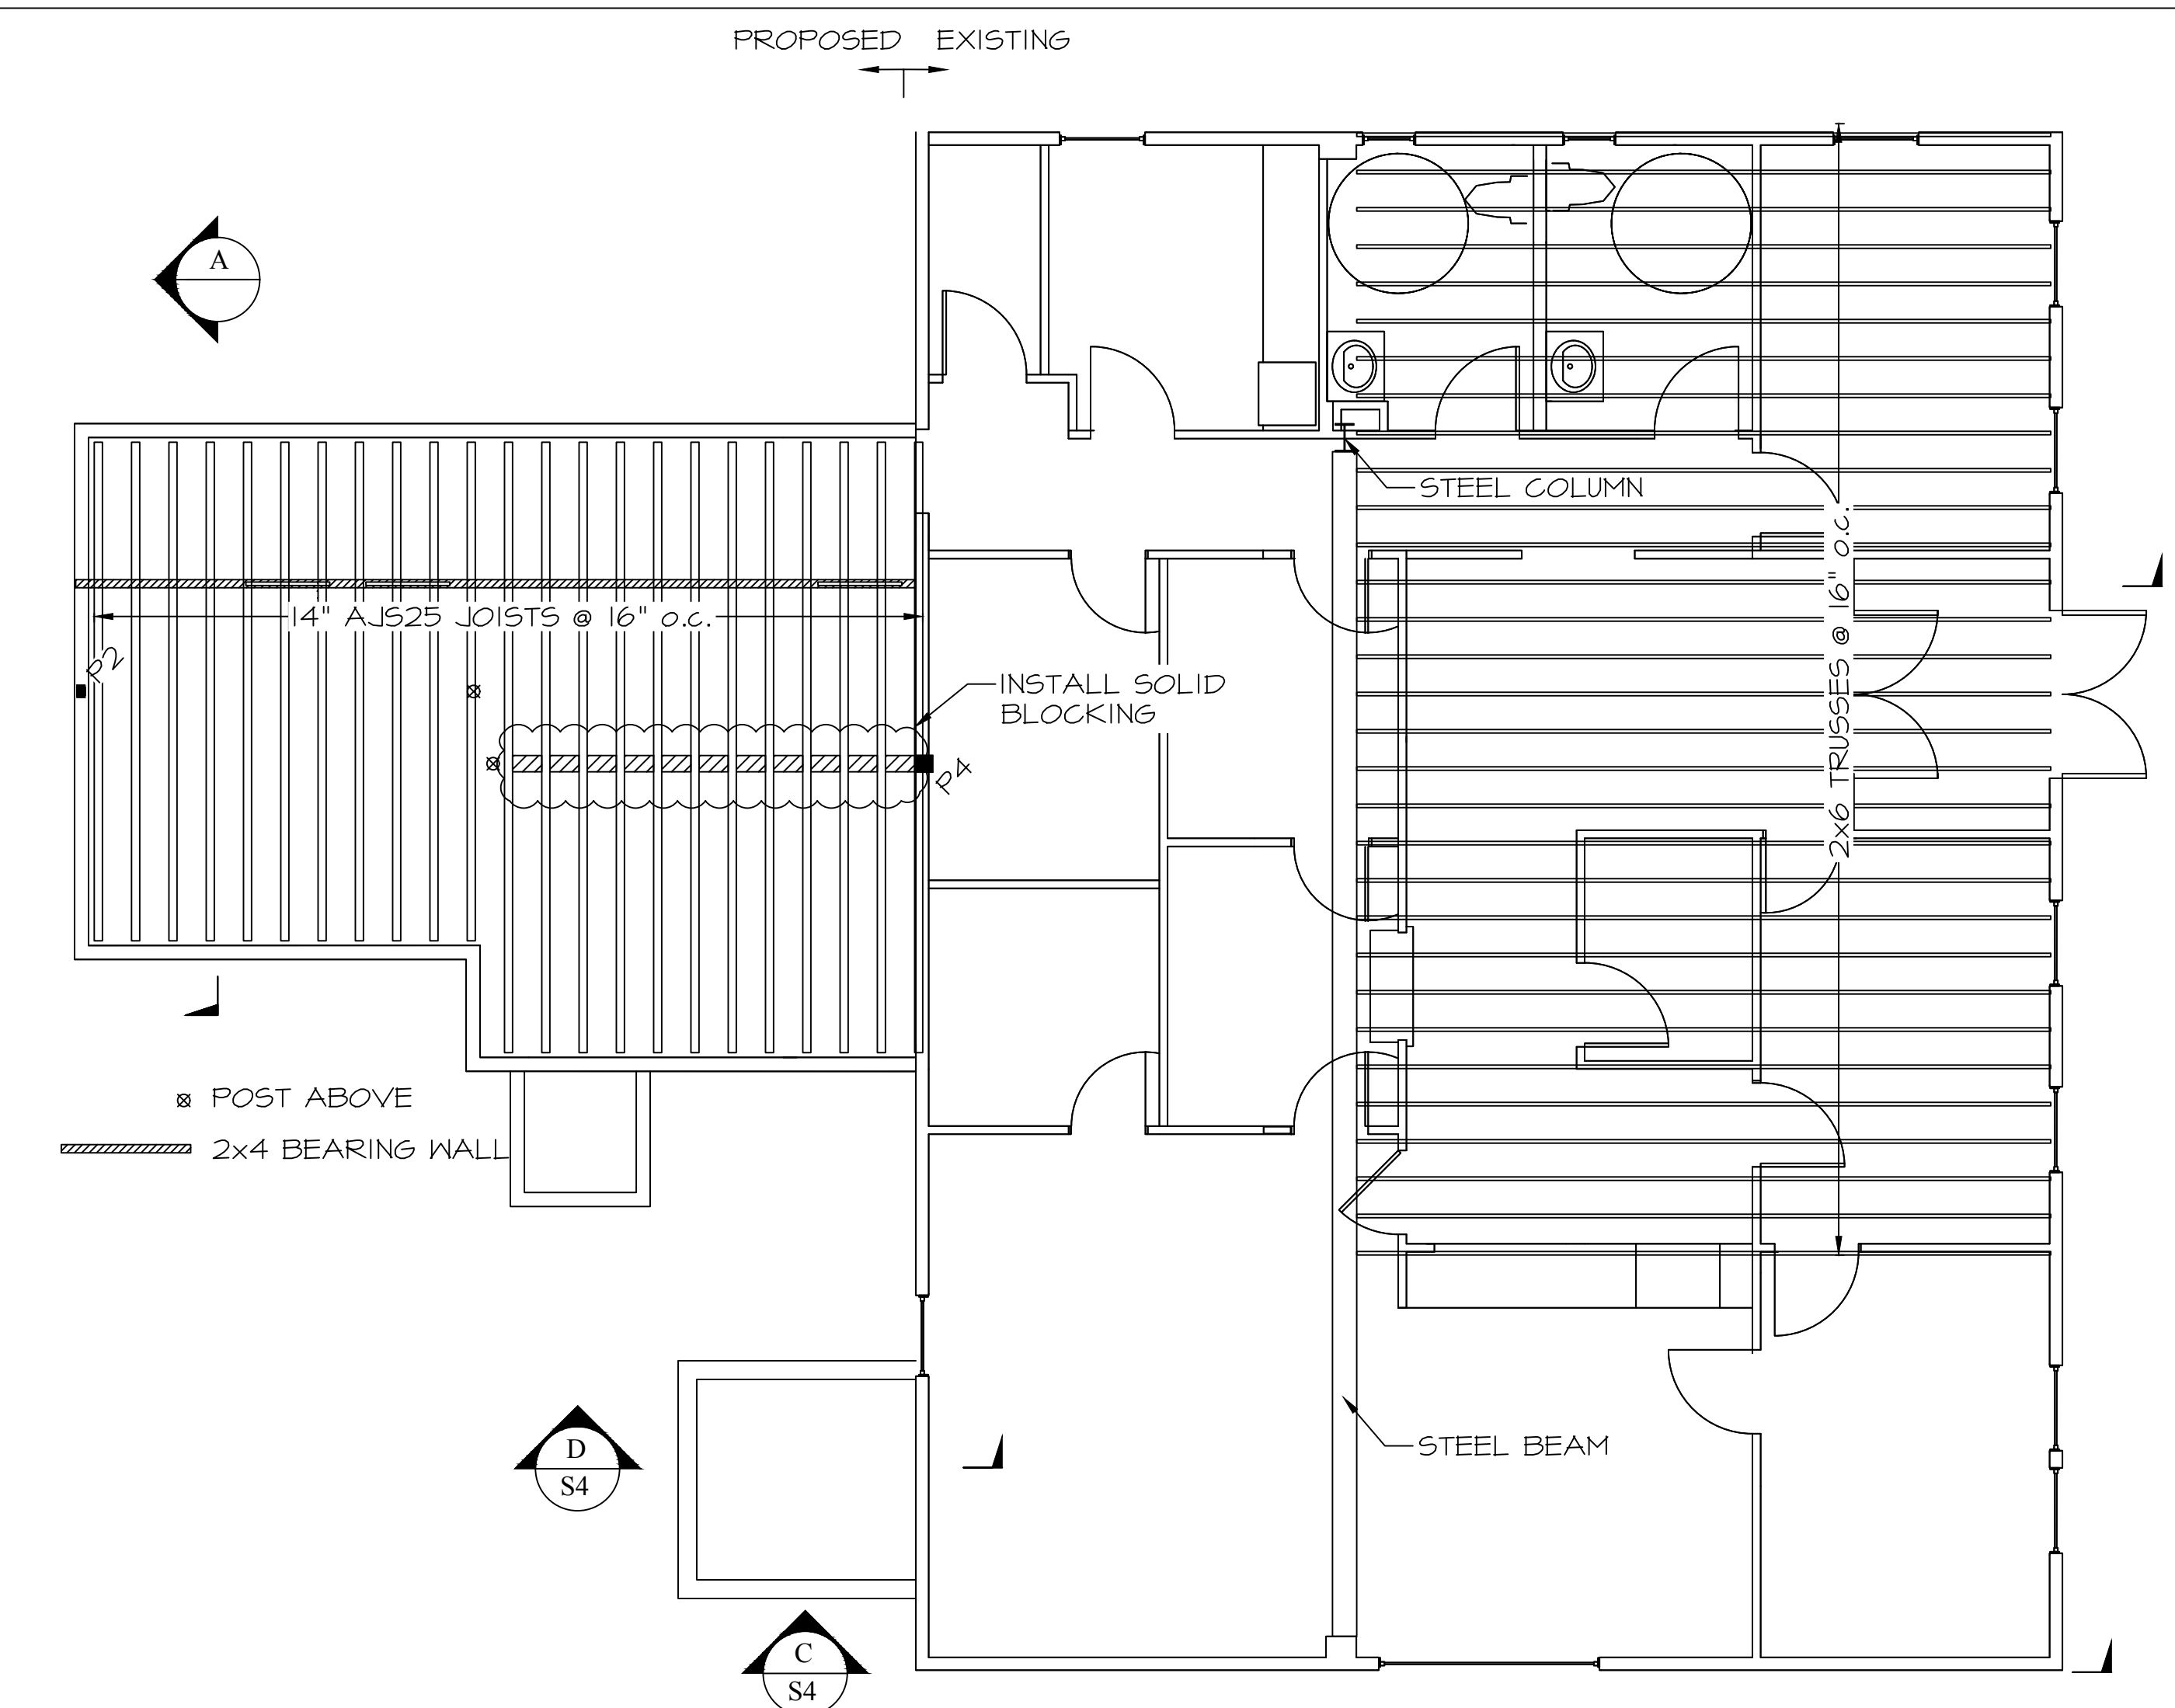 PROPOSED EXISTING
A
STEEL COLUMN
14" AJS25 JOISTS @ 16" o.c.
P2
INSTALL SOLID
BLOCKING
P4
2x6 TRUSSES @ 16" o.c.
POST ABOVE
2x4 BEARING WALL
STEEL BEAM
D
S4
C
S4